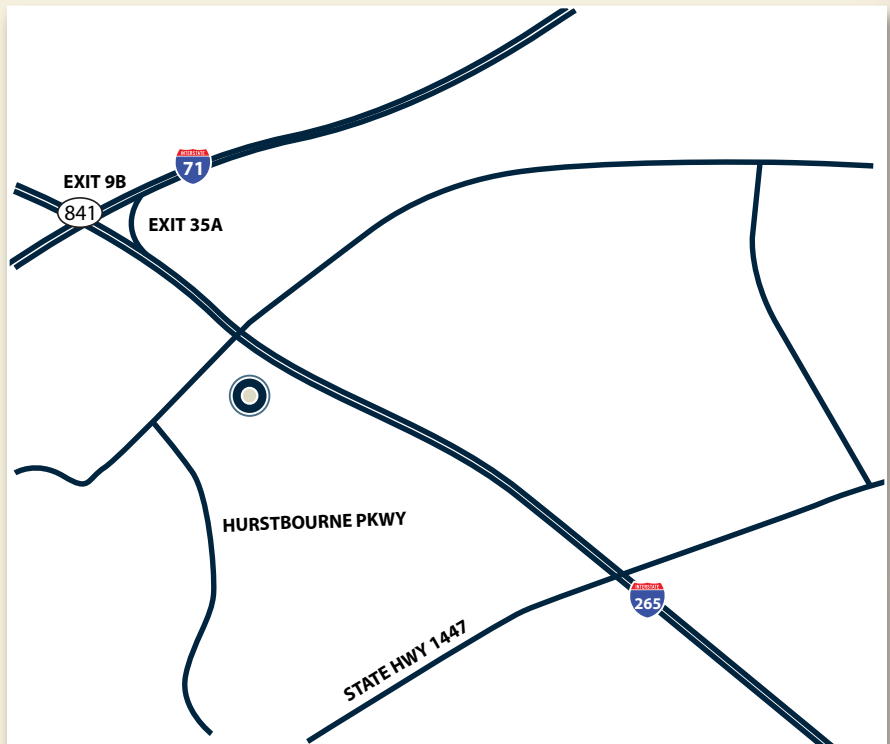 INTERSTATE
71
EXIT 9B
841
EXIT 35A
HURSTBOURNE PKWY
INTERSTATE
265
STATE HWY 1447